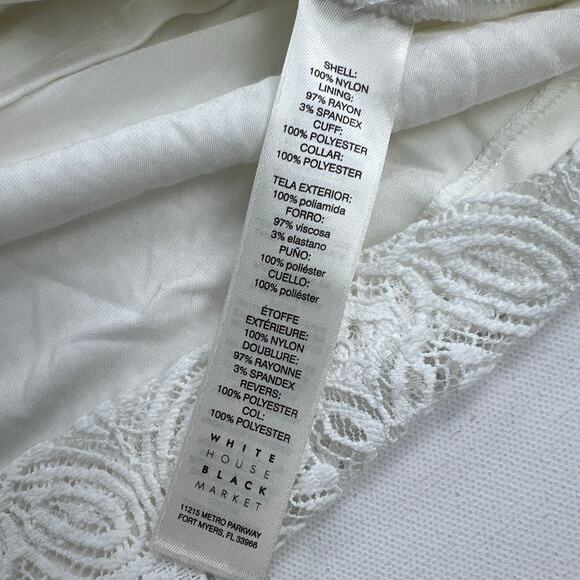 SHELL:
100% NYLON
LINING:
97% RAYON
3% SPANDEX
CUFF:
100% POLYESTER
COLLAR:
100% POLYESTER
TELA EXTERIOR:
100% poliamida
FORRO:
97% viscosa
3% elastano
PUÑO:
100% poliéster
CUELLO:
100% poliéster
ÉTOFFE
EXTÉRIEURE:
100% NYLON
DOUBLURE:
97% RAYONNE
3% SPANDEX
REVERS:
100% POLYESTER
COL:
100% POLYESTER
WHITE
HOUSE
BLACK
MARKET
11215 METRO PARKWAY
FORT MYERS, FL 33966